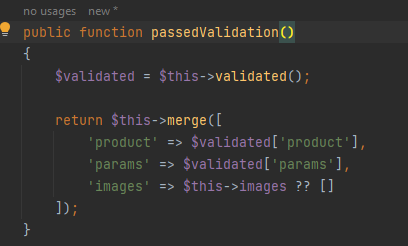 no usages   new *
public function passedValidation()
{
    $validated = $this->validated();

    return $this->merge([
        'product' => $validated['product'],
        'params' => $validated['params'],
        'images' => $this->images ?? []
    ]);
}